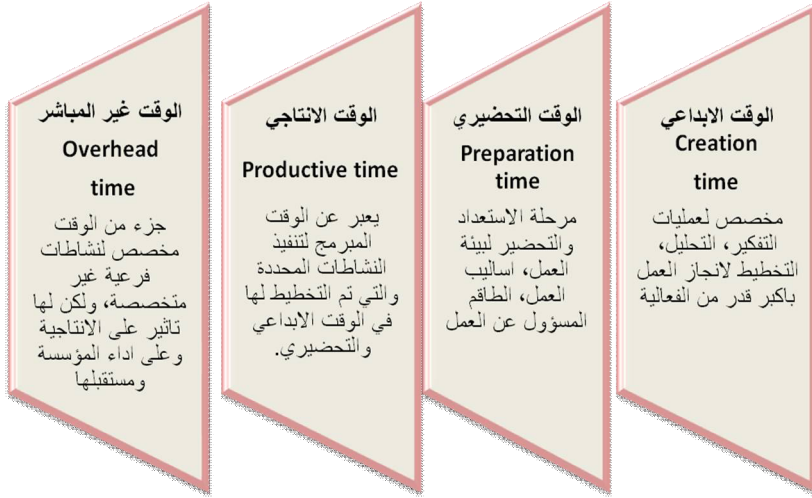 الوقت الابداعي
Creation
time
مخصص لعمليات
التفكير، التحليل،
التخطيط لانجاز العمل
باكبر قدر من الفعالية
الوقت التحضيري
Preparation
time
مرحلة الاستعداد
والتحضير لبيئة
العمل، اساليب
العمل، الطاقم
المسؤول عن العمل
الوقت الانتاجي
Productive time
يعبر عن الوقت
المبرمج لتنفيذ
النشاطات المحددة
والتي تم التخطيط لها
في الوقت الابداعي
والتحضيري.
الوقت غير المباشر
Overhead
time
جزء من الوقت
مخصص لنشاطات
فرعية غير
متخصصة، ولكن لها
تاثير على الانتاجية
وعلى اداء المؤسسة
ومستقبلها